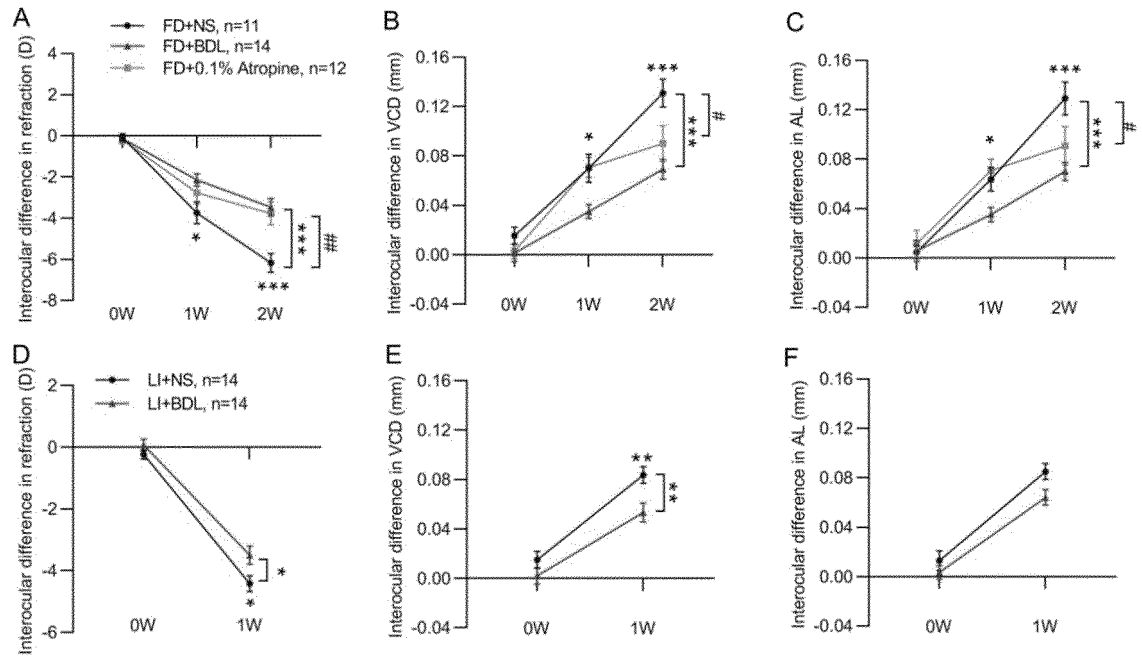 A
FD+NS, n=11
FD+BDL, n=14
FD+0.1% Atropine, n=12
Interocular difference in refraction (D)
4
2
0
-2
-4
-6
-8
0W 1W 2W
*
***
***
##
B
Interocular difference in VCD (mm)
0.16
0.12
0.08
0.04
0.00
-0.04
0W 1W 2W
*
***
***
#
C
Interocular difference in AL (mm)
0.16
0.12
0.08
0.04
0.00
-0.04
0W 1W 2W
*
***
***
#
D
LI+NS, n=14
LI+BDL, n=14
Interocular difference in refraction (D)
2
0
-2
-4
-6
0W 1W
*
*
E
Interocular difference in VCD (mm)
0.16
0.12
0.08
0.04
0.00
-0.04
0W 1W
**
**
F
Interocular difference in AL (mm)
0.16
0.12
0.08
0.04
0.00
-0.04
0W 1W